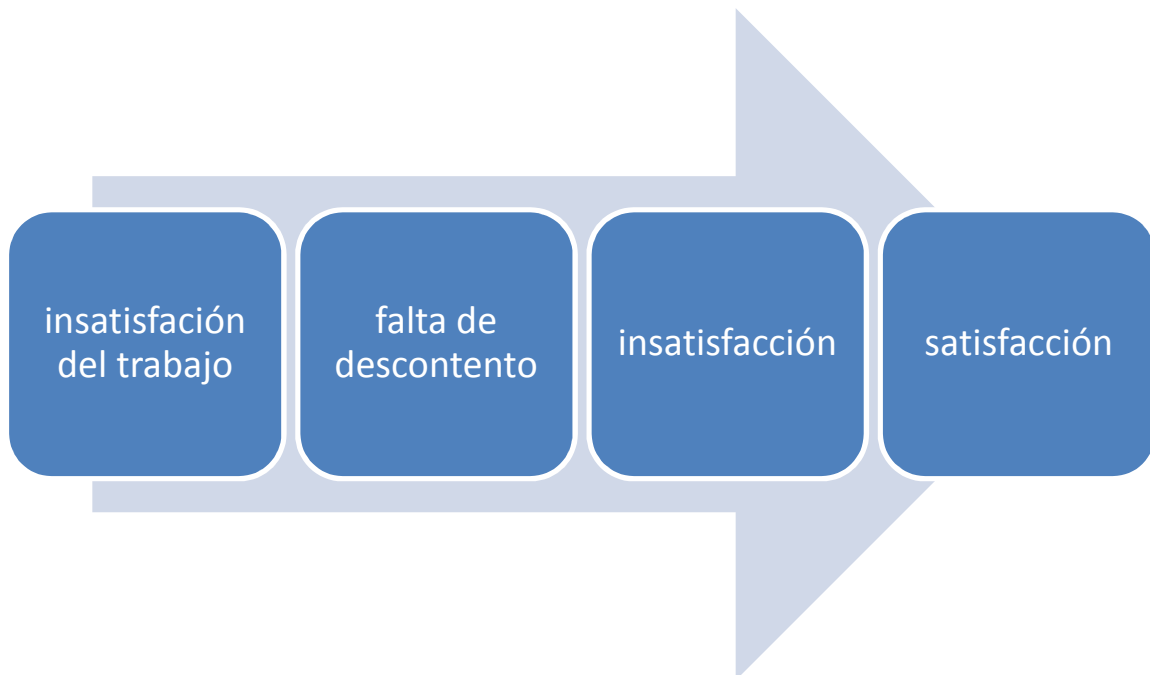 insatisfación
del trabajo
falta de
descontento
insatisfacción
satisfacción